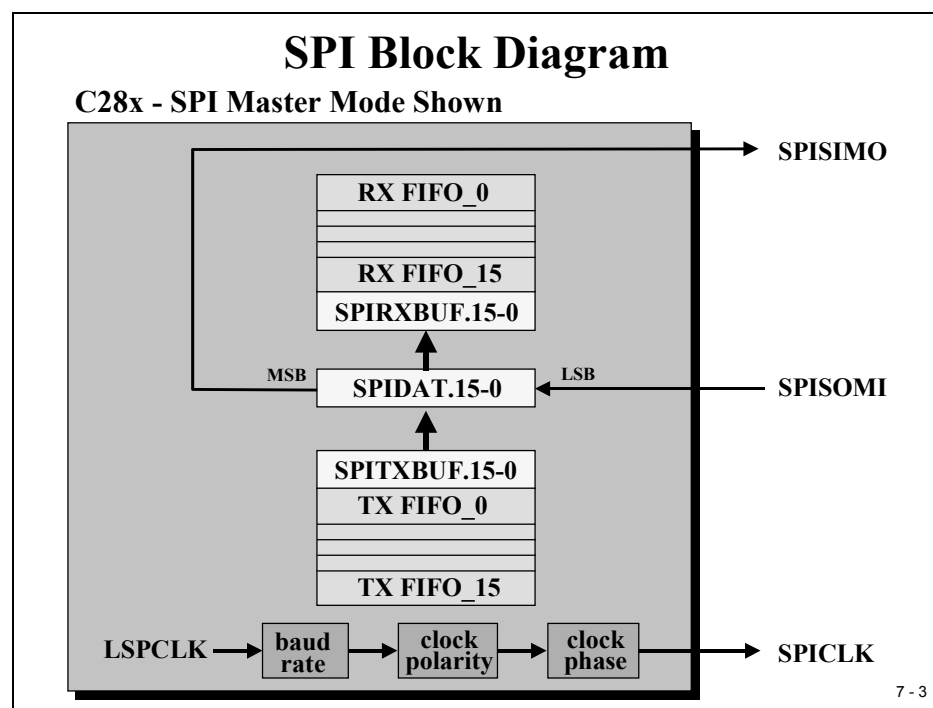 SPI Block Diagram
C28x - SPI Master Mode Shown
SPISIMO
RX FIFO_0
RX FIFO_15
SPIRXBUF.15-0
MSB
SPIDAT.15-0
LSB
SPISOMI
SPITXBUF.15-0
TX FIFO_0
TX FIFO_15
LSPCLK
baud
rate
clock
polarity
clock
phase
SPICLK
7 - 3